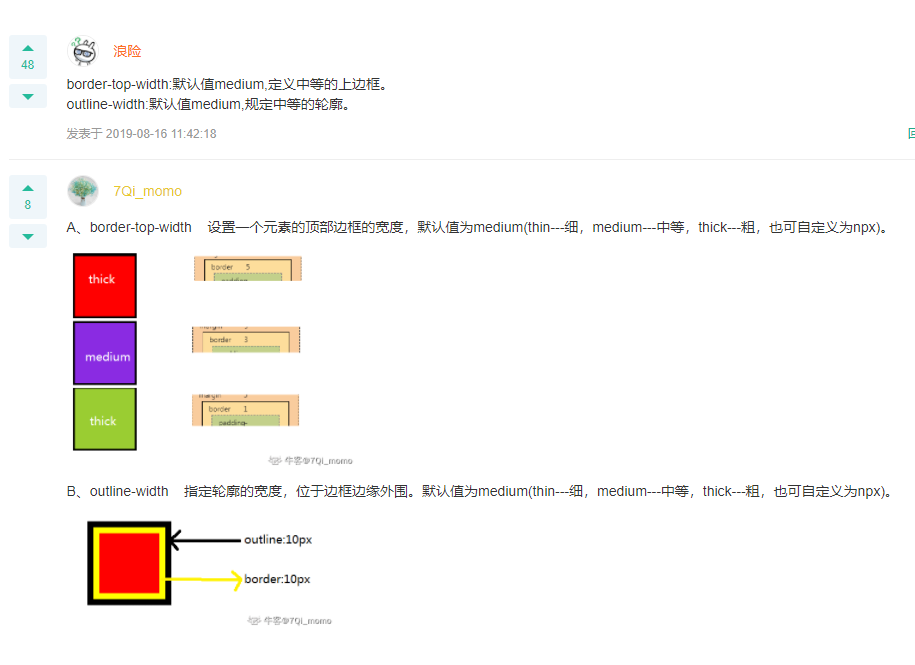 48
浪险
border-top-width:默认值medium,定义中等的上边框。
outline-width:默认值medium,规定中等的轮廓。
发表于 2019-08-16 11:42:18
8
7Qi_momo
A、border-top-width 设置一个元素的顶部边框的宽度，默认值为medium(thin---细，medium---中等，thick---粗，也可自定义为npx)。
thick
border 5
medium
margin
border 3
thick
margin
border 1
padding-
牛客@7Qi_momo
B、outline-width 指定轮廓的宽度，位于边框边缘外围。默认值为medium(thin---细，medium---中等，thick---粗，也可自定义为npx)。
outline:10px
border:10px
牛客@7Qi_momo